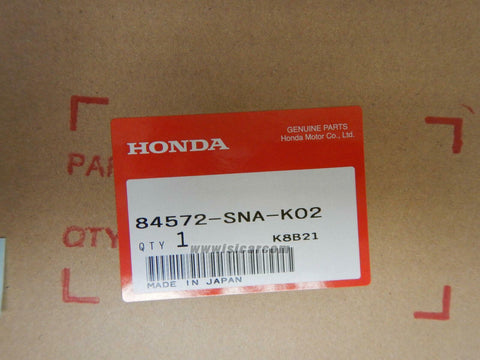 GENUINE PARTS
Honda Motor Co., Ltd.
HONDA
PAR
84572-SNA-K02
QTY
QTY 1
K8B21
www.lsicar.com
MADE IN JAPAN